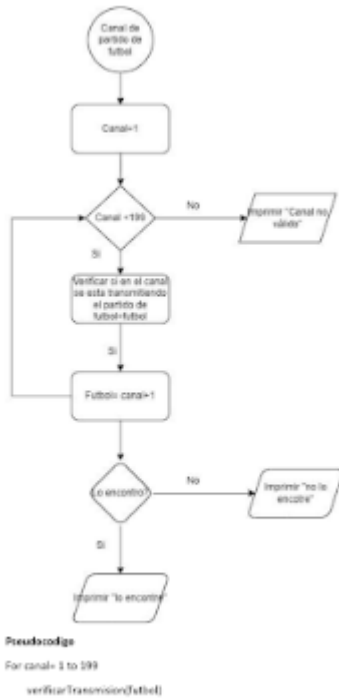 Canal de
partido de
futbol
Canal=1
Canal <199
No
Imprimir "Canal no
válido"
Si
Verificar si en el canal
se esta transmitiendo
el partido de
futbol=futbol
Si
Futbol= canal+1
Lo encontro?
No
Imprimir "no lo
encotre"
Si
Imprimir "lo encontre"
Pseudocodigo
For canal= 1 to 199
verificarTransmision(futbol)